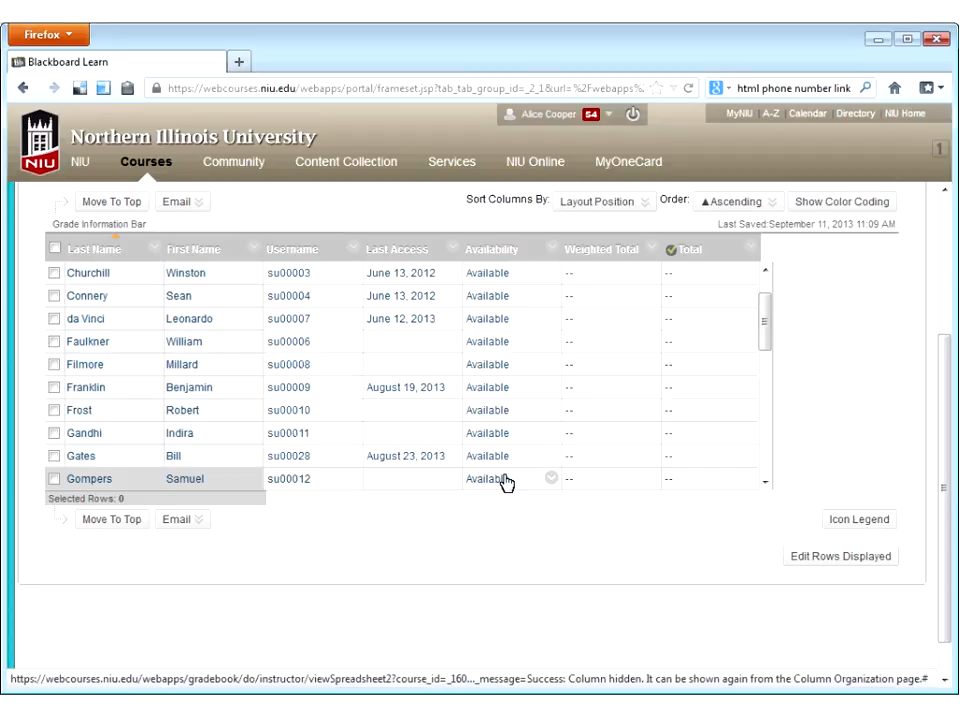 Firefox
Blackboard Learn
https://webcourses.niu.edu/webapps/portal/frameset.jsp?tab_tab_group_id=_2_1&url=%2Fwebapps%
html phone number link
Alice Cooper 54
MyNIU | A-Z | Calendar | Directory | NIU Home
Northern Illinois University
NIU
NIU Courses Community Content Collection Services NIU Online MyOneCard
1
Move To Top Email Sort Columns By: Layout Position Order: ▲Ascending Show Color Coding
Grade Information Bar Last Saved:September 11, 2013 11:09 AM
Last Name First Name Username Last Access Availability Weighted Total Total
Churchill Winston su00003 June 13, 2012 Available -- --
Connery Sean su00004 June 13, 2012 Available -- --
da Vinci Leonardo su00007 June 12, 2013 Available -- --
Faulkner William su00006 Available -- --
Filmore Millard su00008 Available -- --
Franklin Benjamin su00009 August 19, 2013 Available -- --
Frost Robert su00010 Available -- --
Gandhi Indira su00011 Available -- --
Gates Bill su00028 August 23, 2013 Available -- --
Gompers Samuel su00012 Available -- --
Selected Rows: 0
Move To Top Email Icon Legend
Edit Rows Displayed
https://webcourses.niu.edu/webapps/gradebook/do/instructor/viewSpreadsheet2?course_id=_160..._message=Success: Column hidden. It can be shown again from the Column Organization page.#